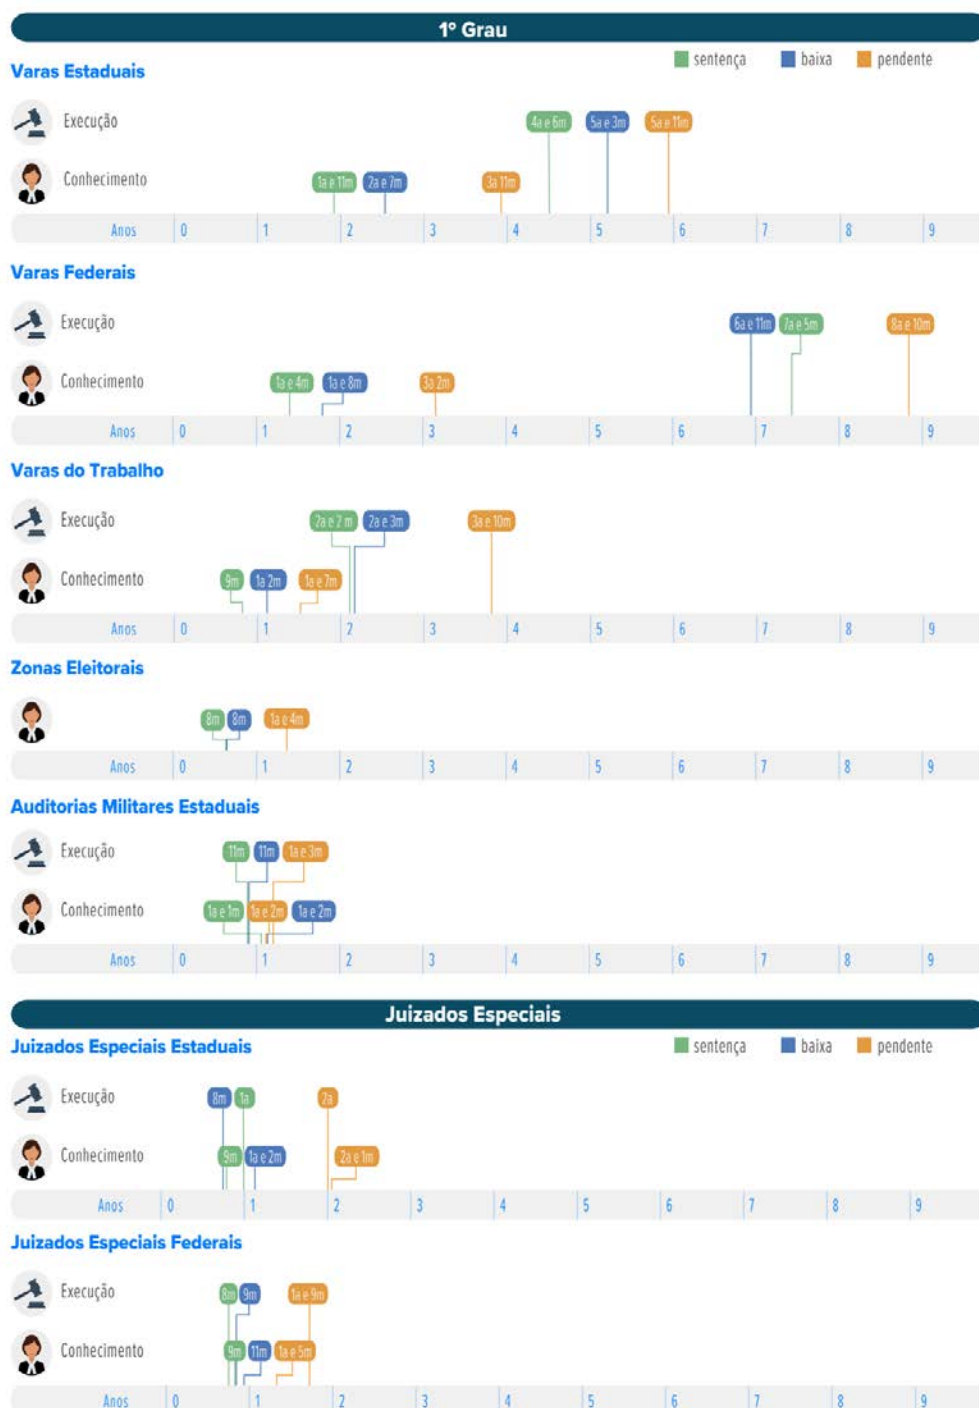 1º Grau
sentença baixa pendente
Varas Estaduais
Execução 4a e 6m 5a e 3m 5a e 11m
Conhecimento 1a e 11m 2a e 7m 3a 11m
Anos 0 1 2 3 4 5 6 7 8 9
Varas Federais
Execução 6a e 11m 7a e 5m 8a e 10m
Conhecimento 1a e 4m 1a e 8m 3a 2m
Anos 0 1 2 3 4 5 6 7 8 9
Varas do Trabalho
Execução 2a e 2 m 2a e 3m 3a e 10m
Conhecimento 9m 1a 2m 1a e 7m
Anos 0 1 2 3 4 5 6 7 8 9
Zonas Eleitorais
8m 8m 1a e 4m
Anos 0 1 2 3 4 5 6 7 8 9
Auditorias Militares Estaduais
Execução 11m 11m 1a e 3m
Conhecimento 1a e 1m 1a e 2m 1a e 2m
Anos 0 1 2 3 4 5 6 7 8 9
Juizados Especiais
Juizados Especiais Estaduais
sentença baixa pendente
Execução 8m 1a 2a
Conhecimento 9m 1a e 2m 2a e 1m
Anos 0 1 2 3 4 5 6 7 8 9
Juizados Especiais Federais
Execução 8m 9m 1a e 9m
Conhecimento 9m 11m 1a e 5m
Anos 0 1 2 3 4 5 6 7 8 9